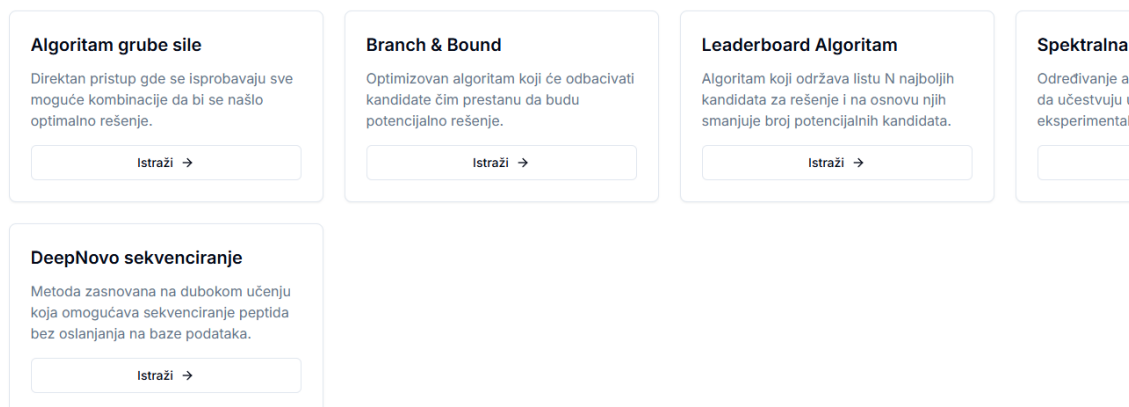 Algoritam grube sile
Direktan pristup gde se isprobavaju sve
moguće kombinacije da bi se našlo
optimalno rešenje.
Istraži →
Branch & Bound
Optimizovan algoritam koji će odbacivati
kandidate čim prestanu da budu
potencijalno rešenje.
Istraži →
Leaderboard Algoritam
Algoritam koji održava listu N najboljih
kandidata za rešenje i na osnovu njih
smanjuje broj potencijalnih kandidata.
Istraži →
Spektralna
Određivanje
da učestvuju
DeepNovo sekvenciranje
Metoda zasnovana na dubokom učenju
koja omogućava sekvenciranje peptida
bez oslanjanja na baze podataka.
Istraži →